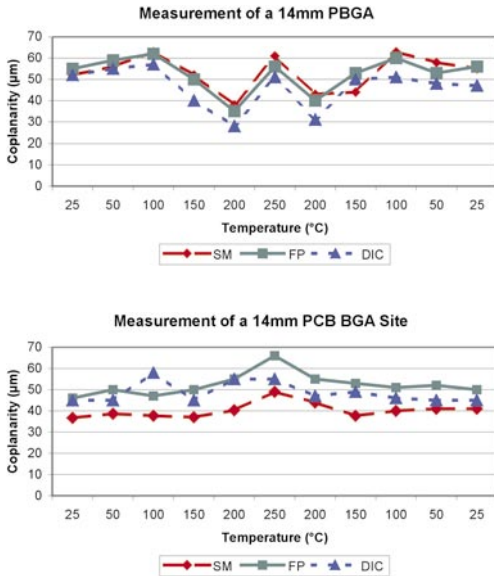 Measurement of a 14mm PBGA
70
60
50
40
30
20
10
0
Coplanarity (µm)
25 50 100 150 200 250 200 150 100 50 25
Temperature (°C)
SM FP DIC
Measurement of a 14mm PCB BGA Site
70
60
50
40
30
20
10
0
Coplanarity (µm)
25 50 100 150 200 250 200 150 100 50 25
Temperature (°C)
SM FP DIC